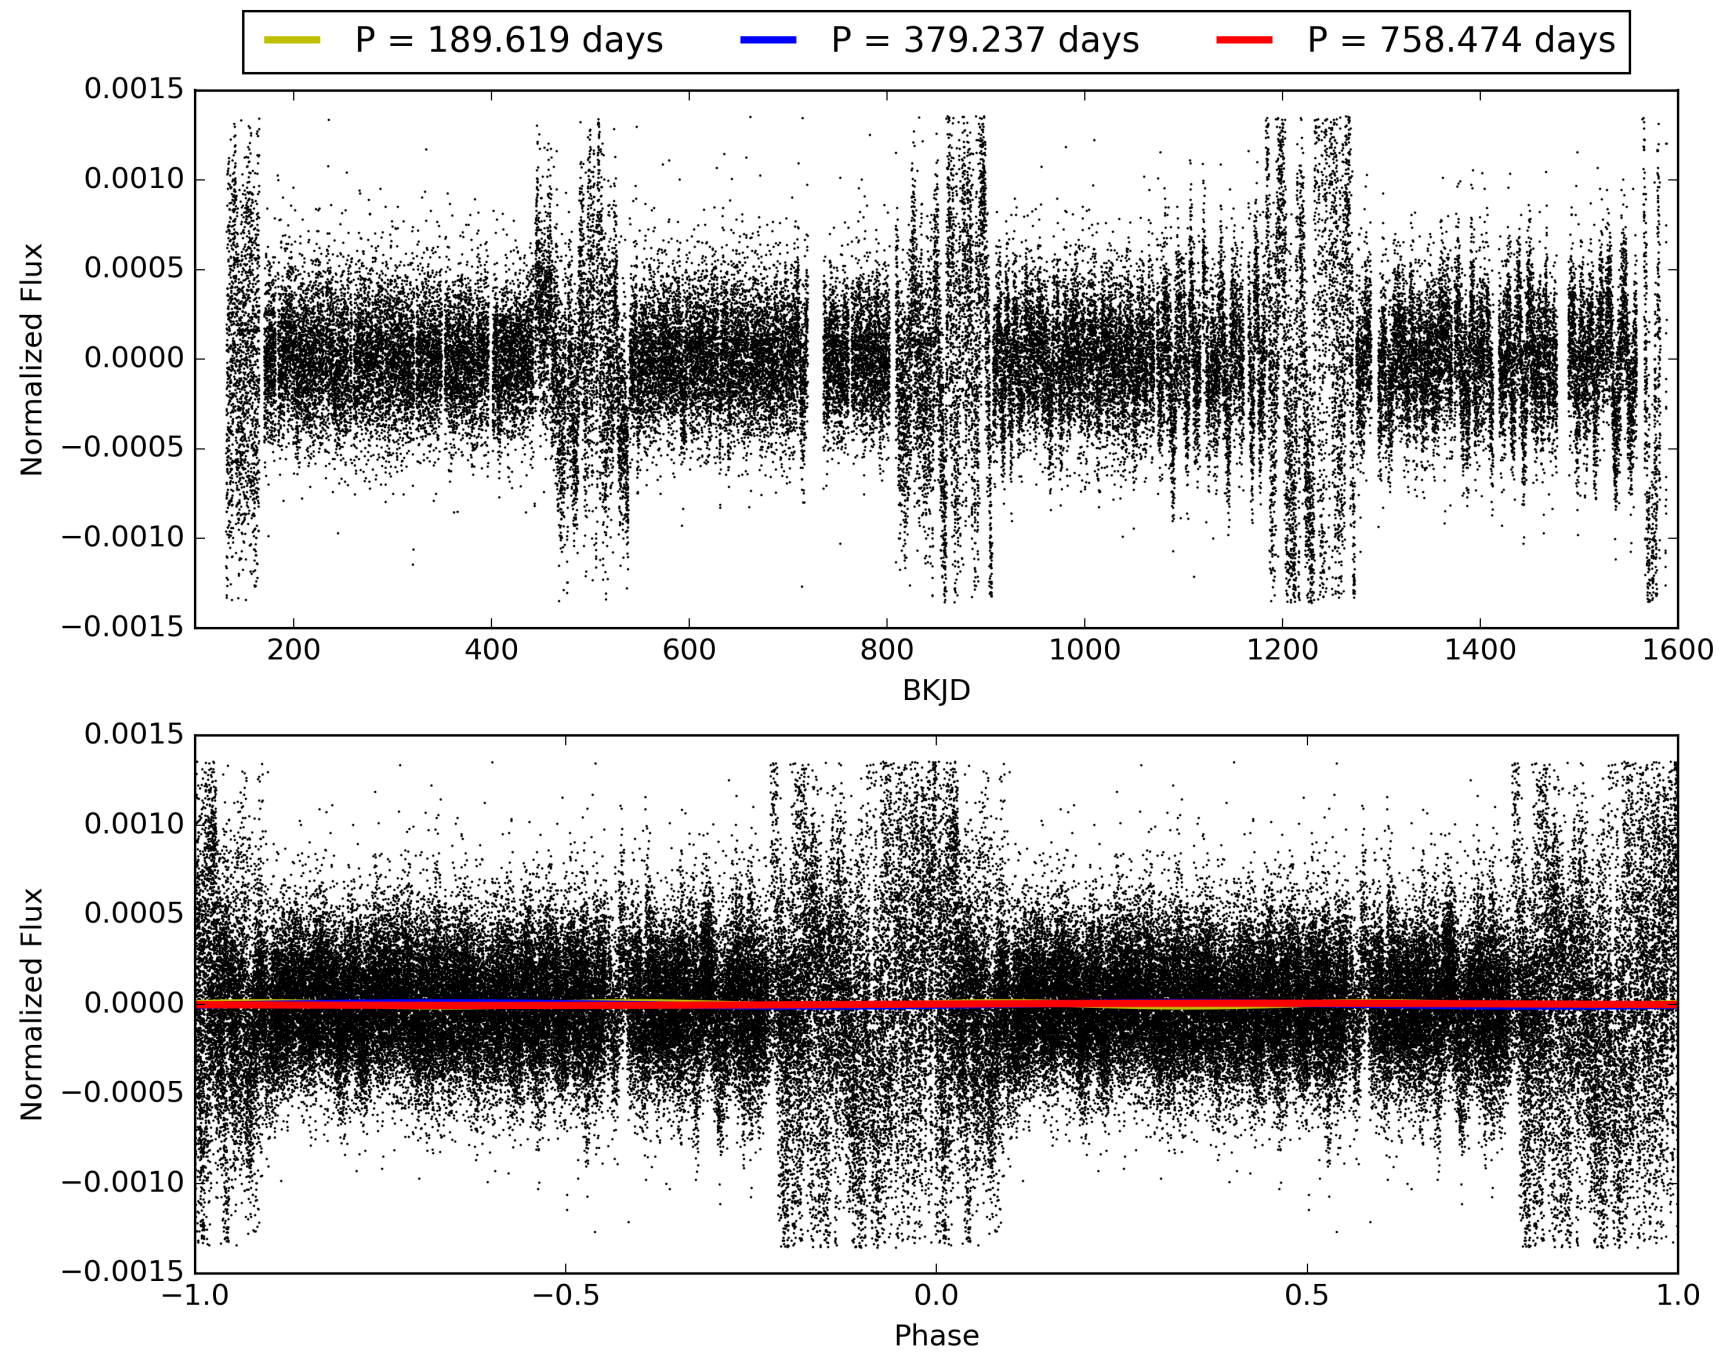 P = 189.619 days P = 379.237 days P = 758.474 days
0.0015
0.0010
0.0005
0.0000
−0.0005
−0.0010
−0.0015
Normalized Flux
200 400 600 800 1000 1200 1400 1600
BKJD
0.0015
0.0010
0.0005
0.0000
−0.0005
−0.0010
−0.0015
Normalized Flux
−1.0 −0.5 0.0 0.5 1.0
Phase